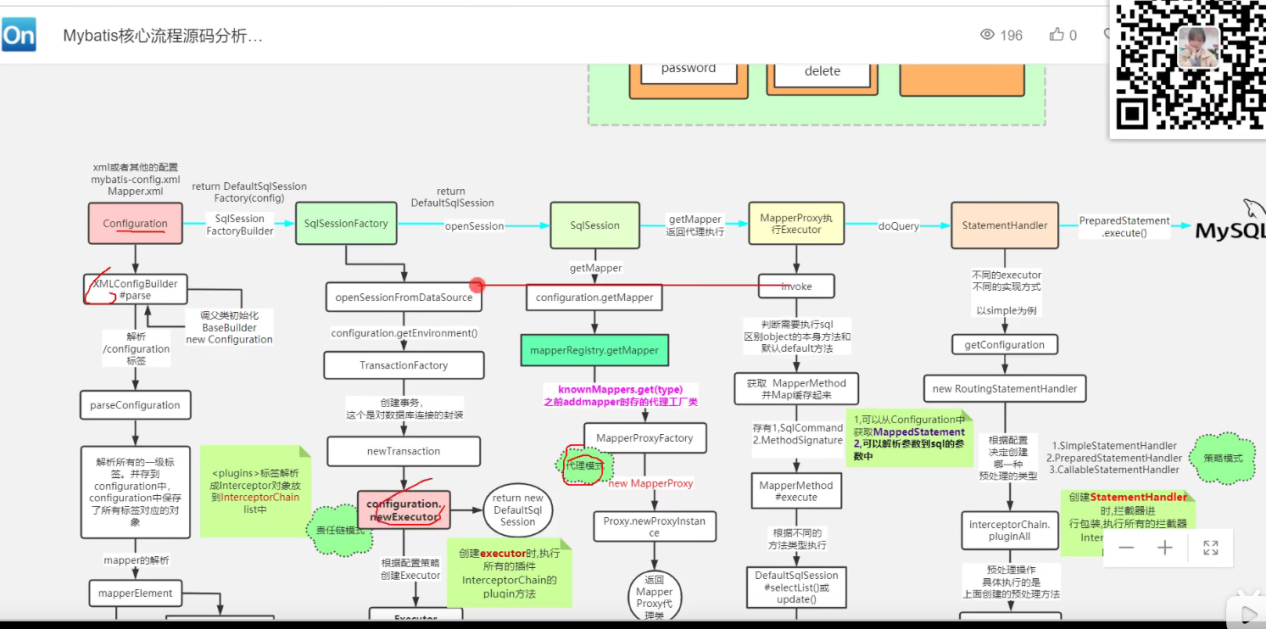 On
Mybatis核心流程源码分析…
196
0
password
delete
xml或者其他的配置
mybatis-config.xml
Mapper.xml
return DefaultSqlSession
Factory(config)
return
DefaultSqlSession
Configuration
SqlSession
FactoryBuilder
SqlSessionFactory
openSession
SqlSession
getMapper
返回代理执行
MapperProxy执
行Executor
doQuery
StatementHandler
PreparedStatement
.execute()
MySQL
XMLConfigBuilder
#parse
调父类初始化
BaseBuilder
new Configuration
解析
/configuration
标签
parseConfiguration
解析所有的一级标
签。并存到
configuration中,
configuration中保存
了所有标签对应的对
象
<plugins>标签解析
成Interceptor对象放
到InterceptorChain
list中
mapper的解析
mapperElement
openSessionFromDataSource
configuration.getEnvironment()
TransactionFactory
创建事务,
这个是对数据库连接的封装
newTransaction
configuration.
newExecutor
责任链模式
return new
DefaultSql
Session
根据配置策略
创建Executor
创建executor时,执行
所有的插件
InterceptorChain的
plugin方法
Executor
getMapper
configuration.getMapper
mapperRegistry.getMapper
knownMappers.get(type)
之前addmapper时存的代理工厂类
MapperProxyFactory
代理模式
new MapperProxy
Proxy.newProxyInstan
ce
返回
Mapper
Proxy代
理类
invoke
判断需要执行sql
区别object的本身方法和
默认default方法
获取 MapperMethod
并Map缓存起来
存有1,SqlCommand
2.MethodSignature
1,可以从Configuration中
获取MappedStatement
2,可以解析参数到sql的参
数中
MapperMethod
#execute
根据不同的
方法类型执行
DefaultSqlSession
#selectList()或
update()
不同的executor
不同的实现方式
以simple为例
getConfiguration
new RoutingStatementHandler
根据配置
决定创建
哪一种
预处理的类型
1.SimpleStatementHandler
2.PreparedStatementHandler
3.CallableStatementHandler
策略模式
InterceptorChain.
pluginAll
创建StatementHandler
时,拦截器进
行包装,执行所有的拦截器
预处理操作
具体执行的是
上面创建的预处理方法